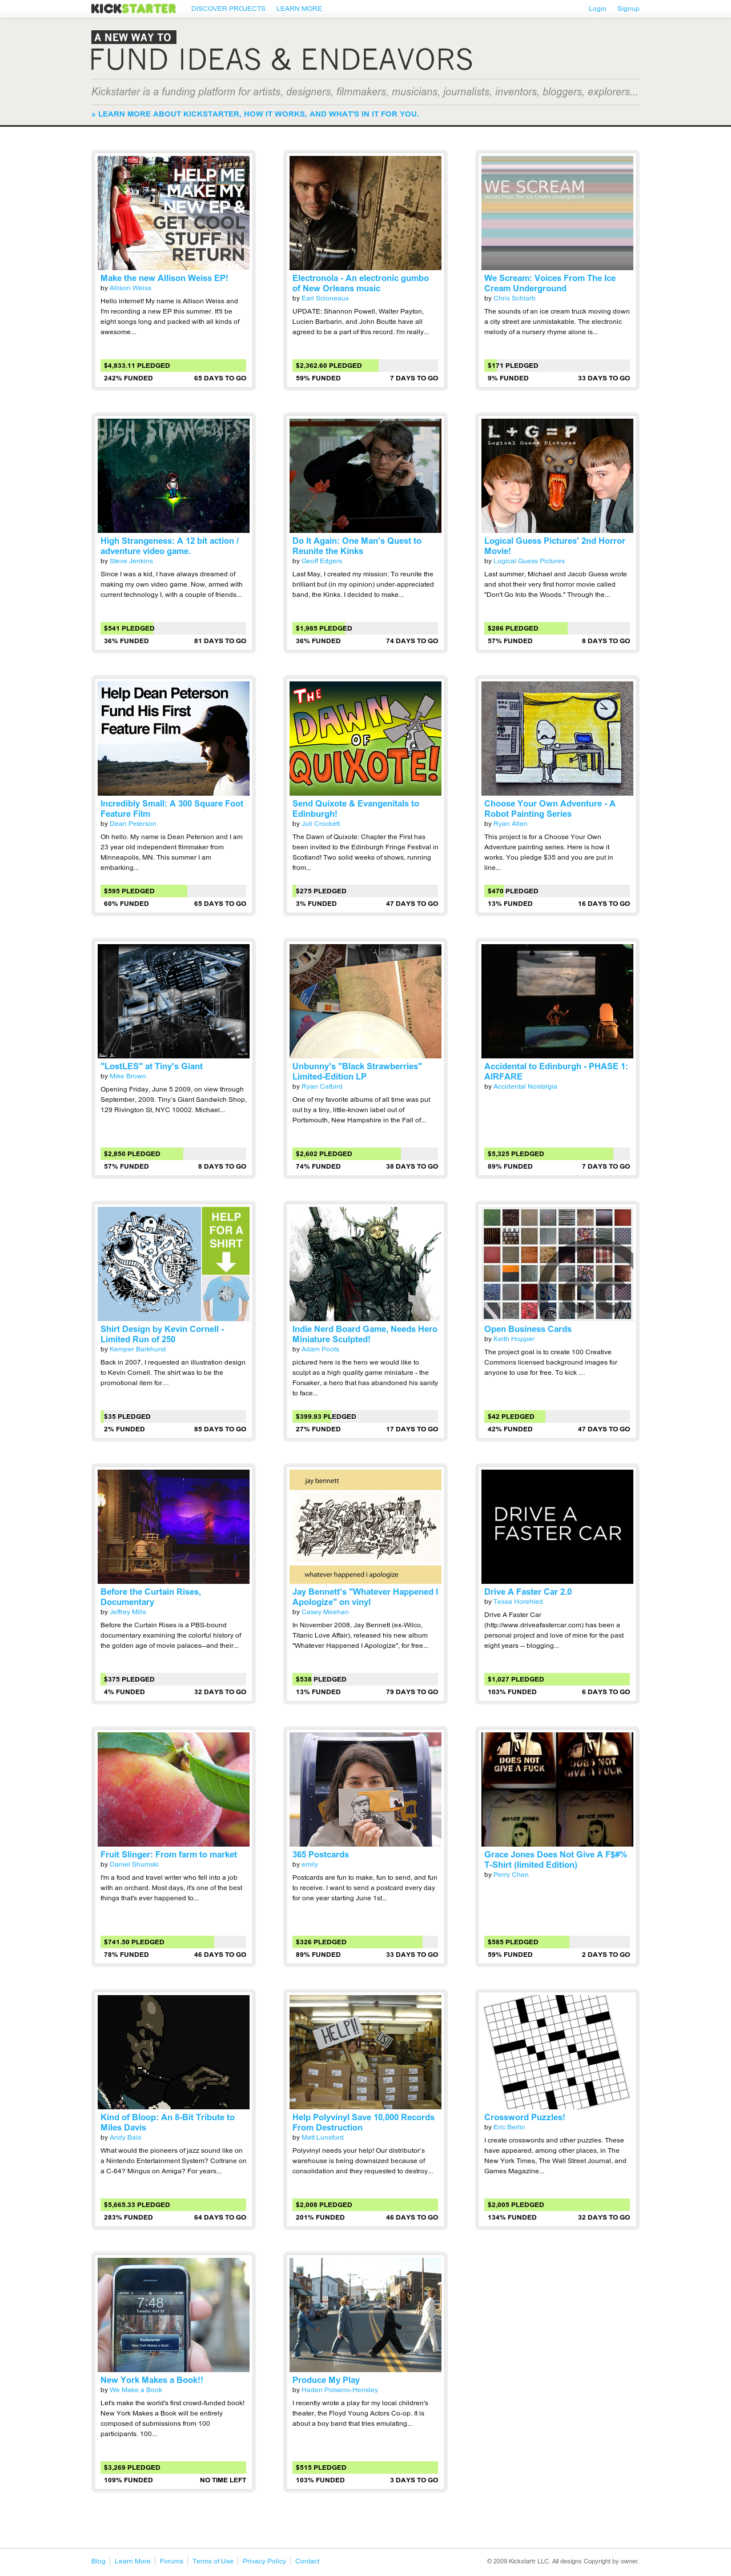 KICKSTARTER
DISCOVER PROJECTS LEARN MORE
Login Signup
A NEW WAY TO
FUND IDEAS & ENDEAVORS
Kickstarter is a funding platform for artists, designers, filmmakers, musicians, journalists, inventors, bloggers, explorers...
» LEARN MORE ABOUT KICKSTARTER, HOW IT WORKS, AND WHAT'S IN IT FOR YOU.
HELP ME
MAKE MY
NEW EP &
GET COOL
STUFF IN
RETURN
Make the new Allison Weiss EP!
by Allison Weiss
Hello internet! My name is Allison Weiss and
I'm recording a new EP this summer. It'll be
eight songs long and packed with all kinds of
awesome...
$4,833.11 PLEDGED
242% FUNDED 65 DAYS TO GO
Electronola - An electronic gumbo
of New Orleans music
by Earl Scioneaux
UPDATE: Shannon Powell, Walter Payton,
Lucien Barbarin, and John Boutte have all
agreed to be a part of this record. I'm really...
$2,362.60 PLEDGED
59% FUNDED 7 DAYS TO GO
WE SCREAM
Voices From The Ice Cream Underground
We Scream: Voices From The Ice
Cream Underground
by Chris Schlarb
The sounds of an ice cream truck moving down
a city street are unmistakable. The electronic
melody of a nursery rhyme alone is...
$171 PLEDGED
9% FUNDED 33 DAYS TO GO
HIGH STRANGENESS
High Strangeness: A 12 bit action /
adventure video game.
by Steve Jenkins
Since I was a kid, I have always dreamed of
making my own video game. Now, armed with
current technology I, with a couple of friends...
$541 PLEDGED
36% FUNDED 81 DAYS TO GO
Do It Again: One Man's Quest to
Reunite the Kinks
by Geoff Edgers
Last May, I created my mission: To reunite the
brilliant but (in my opinion) under-appreciated
band, the Kinks. I decided to make...
$1,985 PLEDGED
36% FUNDED 74 DAYS TO GO
L+G=P
Logical Guess Pictures
Logical Guess Pictures' 2nd Horror
Movie!
by Logical Guess Pictures
Last summer, Michael and Jacob Guess wrote
and shot their very first horror movie called
"Don't Go Into the Woods." Through the...
$286 PLEDGED
57% FUNDED 8 DAYS TO GO
Help Dean Peterson
Fund His First
Feature Film
Incredibly Small: A 300 Square Foot
Feature Film
by Dean Peterson
Oh hello. My name is Dean Peterson and I am
23 year old independent filmmaker from
Minneapolis, MN. This summer I am
embarking...
$595 PLEDGED
60% FUNDED 65 DAYS TO GO
THE
DAWN
OF
QUIXOTE!
Send Quixote & Evangenitals to
Edinburgh!
by Juli Crockett
The Dawn of Quixote: Chapter the First has
been invited to the Edinburgh Fringe Festival in
Scotland! Two solid weeks of shows, running
from...
$275 PLEDGED
3% FUNDED 47 DAYS TO GO
Choose Your Own Adventure - A
Robot Painting Series
by Ryan Allen
This project is for a Choose Your Own
Adventure painting series. Here is how it
works. You pledge $35 and you are put in
line...
$470 PLEDGED
13% FUNDED 16 DAYS TO GO
"LostLES" at Tiny's Giant
by Mike Brown
Opening Friday, June 5 2009, on view through
September, 2009. Tiny's Giant Sandwich Shop,
129 Rivington St, NYC 10002. Michael...
$2,850 PLEDGED
57% FUNDED 8 DAYS TO GO
Unbunny's "Black Strawberries"
Limited-Edition LP
by Ryan Catbird
One of my favorite albums of all time was put
out by a tiny, little-known label out of
Portsmouth, New Hampshire in the Fall of...
$2,602 PLEDGED
74% FUNDED 38 DAYS TO GO
Accidental to Edinburgh - PHASE 1:
AIRFARE
by Accidental Nostalgia
$5,325 PLEDGED
89% FUNDED 7 DAYS TO GO
HELP
FOR A
SHIRT
Shirt Design by Kevin Cornell -
Limited Run of 250
by Kemper Barkhurst
Back in 2007, I requested an illustration design
to Kevin Cornell. The shirt was to be the
promotional item for…
$35 PLEDGED
2% FUNDED 85 DAYS TO GO
Indie Nerd Board Game, Needs Hero
Miniature Sculpted!
by Adam Poots
pictured here is the hero we would like to
sculpt as a high quality game miniature - the
Forsaker, a hero that has abandoned his sanity
to face...
$399.93 PLEDGED
27% FUNDED 17 DAYS TO GO
Open Business Cards
by Keith Hopper
The project goal is to create 100 Creative
Commons licensed background images for
anyone to use for free. To kick …
$42 PLEDGED
42% FUNDED 47 DAYS TO GO
Before the Curtain Rises,
Documentary
by Jeffrey Mills
Before the Curtain Rises is a PBS-bound
documentary examining the colorful history of
the golden age of movie palaces--and their...
$375 PLEDGED
4% FUNDED 32 DAYS TO GO
jay bennett
whatever happened i apologize
Jay Bennett's "Whatever Happened I
Apologize" on vinyl
by Casey Meehan
In November 2008, Jay Bennett (ex-Wilco,
Titanic Love Affair), released his new album
"Whatever Happened I Apologize", for free...
$538 PLEDGED
13% FUNDED 79 DAYS TO GO
DRIVE A
FASTER CAR
Drive A Faster Car 2.0
by Tessa Horehled
Drive A Faster Car
(http://www.driveafastercar.com) has been a
personal project and love of mine for the past
eight years -- blogging...
$1,027 PLEDGED
103% FUNDED 6 DAYS TO GO
Fruit Slinger: From farm to market
by Daniel Shumski
I'm a food and travel writer who fell into a job
with an orchard. Most days, it's one of the best
things that's ever happened to...
$741.50 PLEDGED
78% FUNDED 46 DAYS TO GO
365 Postcards
by emily
Postcards are fun to make, fun to send, and fun
to receive. I want to send a postcard every day
for one year starting June 1st...
$326 PLEDGED
89% FUNDED 33 DAYS TO GO
DOES NOT
GIVE A FUCK
DOES NOT
GIVE A FUCK
GRACE JONES
GRACE JONES
Grace Jones Does Not Give A F$#%
T-Shirt (limited Edition)
by Perry Chen
$585 PLEDGED
59% FUNDED 2 DAYS TO GO
Kind of Bloop: An 8-Bit Tribute to
Miles Davis
by Andy Baio
What would the pioneers of jazz sound like on
a Nintendo Entertainment System? Coltrane on
a C-64? Mingus on Amiga? For years...
$5,665.33 PLEDGED
283% FUNDED 64 DAYS TO GO
HELP!!
Help Polyvinyl Save 10,000 Records
From Destruction
by Matt Lunsford
Polyvinyl needs your help! Our distributor's
warehouse is being downsized because of
consolidation and they requested to destroy...
$2,008 PLEDGED
201% FUNDED 46 DAYS TO GO
Crossword Puzzles!
by Eric Berlin
I create crosswords and other puzzles. These
have appeared, among other places, in The
New York Times, The Wall Street Journal, and
Games Magazine...
$2,005 PLEDGED
134% FUNDED 32 DAYS TO GO
7:48
Tuesday, April 28
Kickstarter
New York Makes a Book!
New York Makes a Book!!
by We Make a Book
Let's make the world's first crowd-funded book!
New York Makes a Book will be entirely
composed of submissions from 100
participants. 100...
$3,269 PLEDGED
109% FUNDED NO TIME LEFT
Produce My Play
by Haden Polseno-Hensley
I recently wrote a play for my local children's
theater, the Floyd Young Actors Co-op. It is
about a boy band that tries emulating...
$515 PLEDGED
103% FUNDED 3 DAYS TO GO
Blog Learn More Forums Terms of Use Privacy Policy Contact
© 2009 Kickstartr LLC. All designs Copyright by owner.